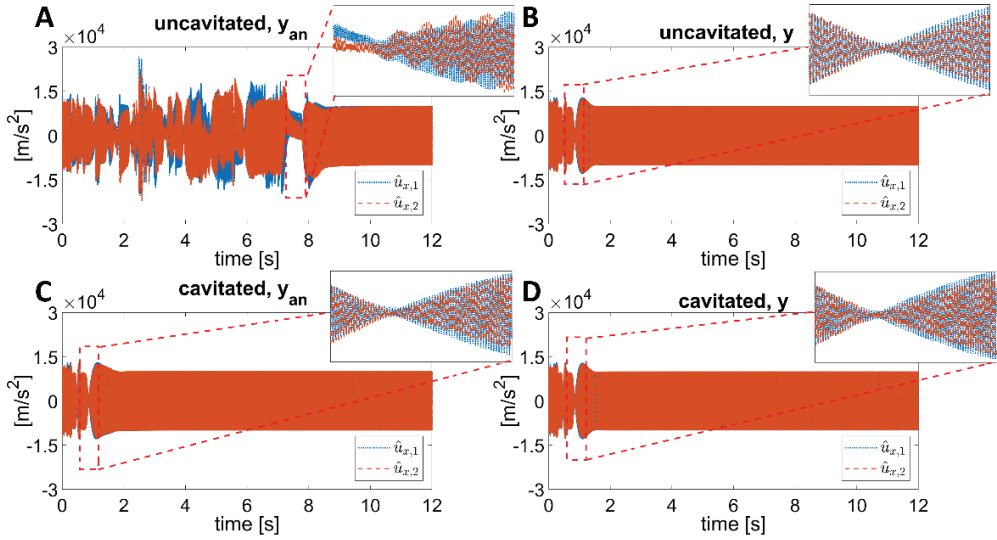 A
uncavitated, y_an
×10^4
3
1.5
0
-1.5
-3
[m/s^2]
0 2 4 6 8 10 12
time [s]
û_x,1
û_x,2
B
uncavitated, y
×10^4
3
1.5
0
-1.5
-3
[m/s^2]
0 2 4 6 8 10 12
time [s]
û_x,1
û_x,2
C
cavitated, y_an
×10^4
3
1.5
0
-1.5
-3
[m/s^2]
0 2 4 6 8 10 12
time [s]
û_x,1
û_x,2
D
cavitated, y
×10^4
3
1.5
0
-1.5
-3
[m/s^2]
0 2 4 6 8 10 12
time [s]
û_x,1
û_x,2